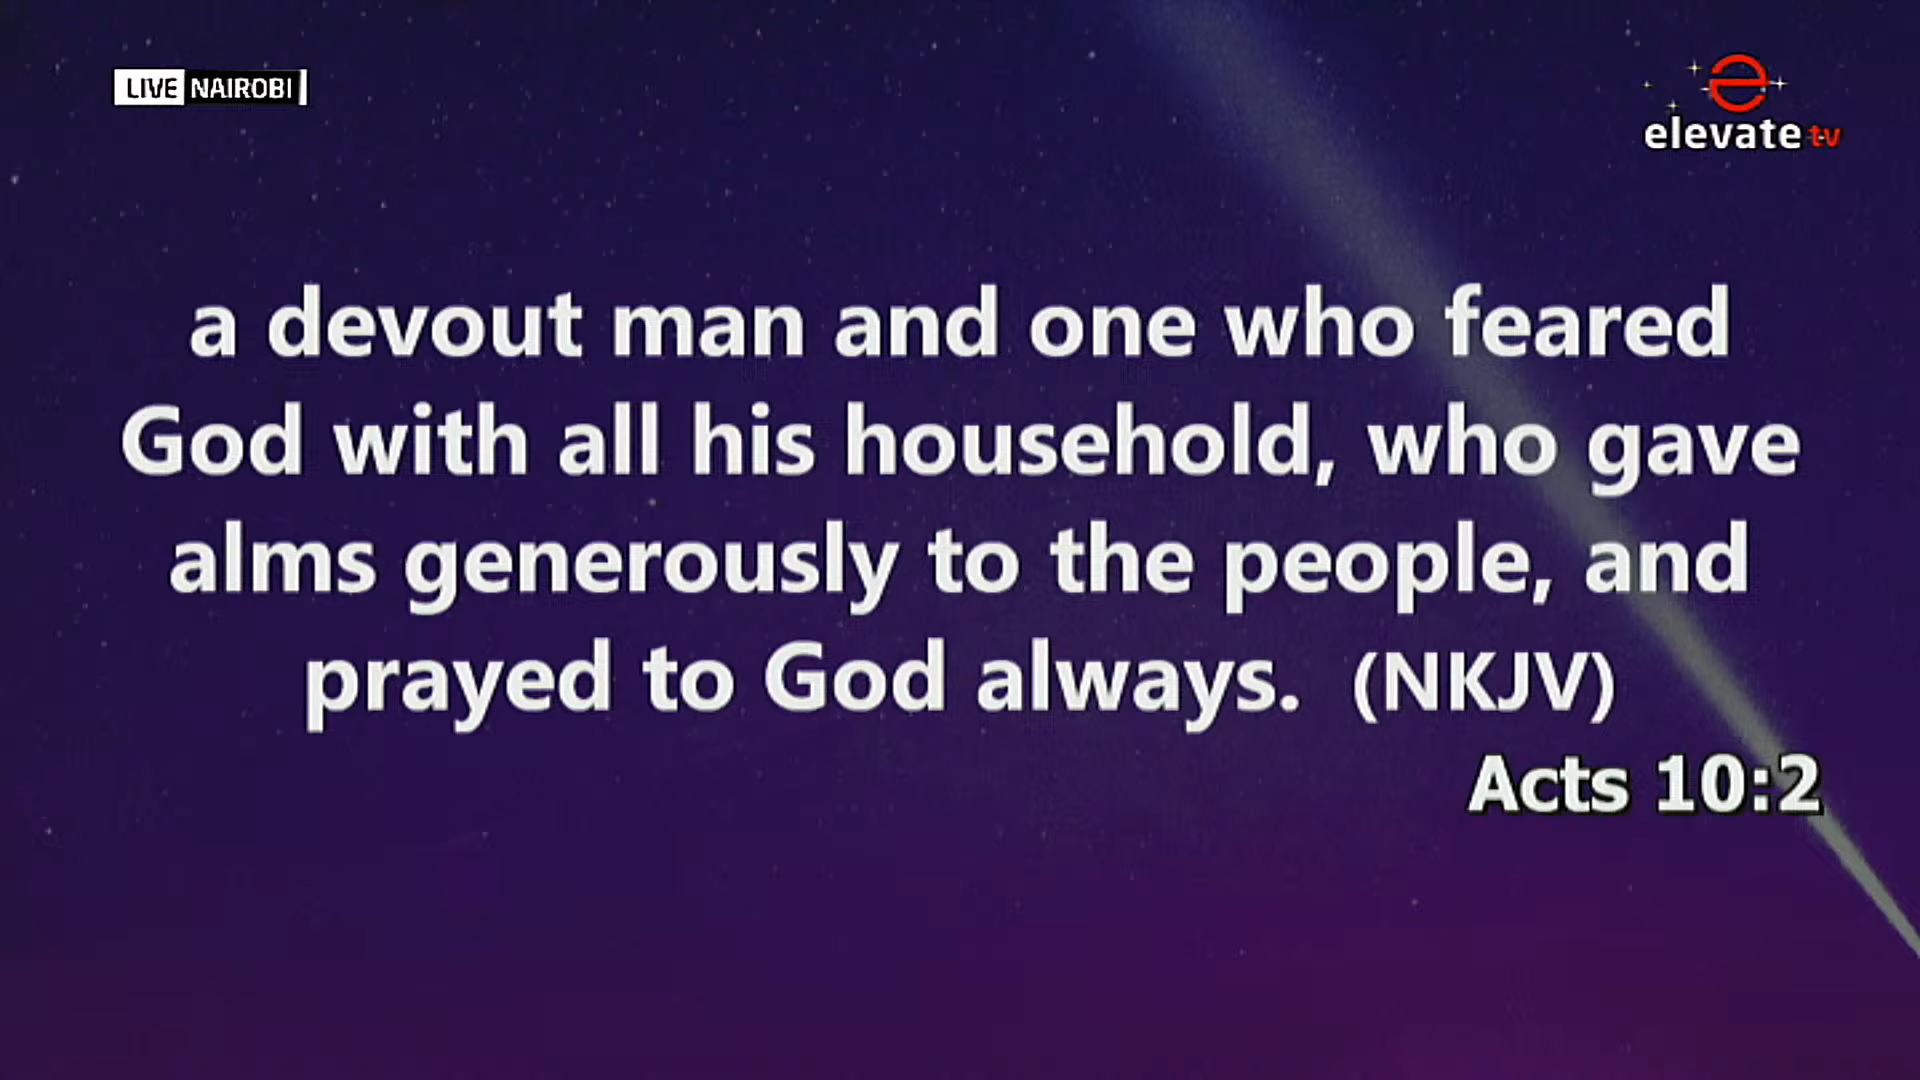 LIVE NAIROBI
elevate tv
a devout man and one who feared
God with all his household, who gave
alms generously to the people, and
prayed to God always. (NKJV)
Acts 10:2